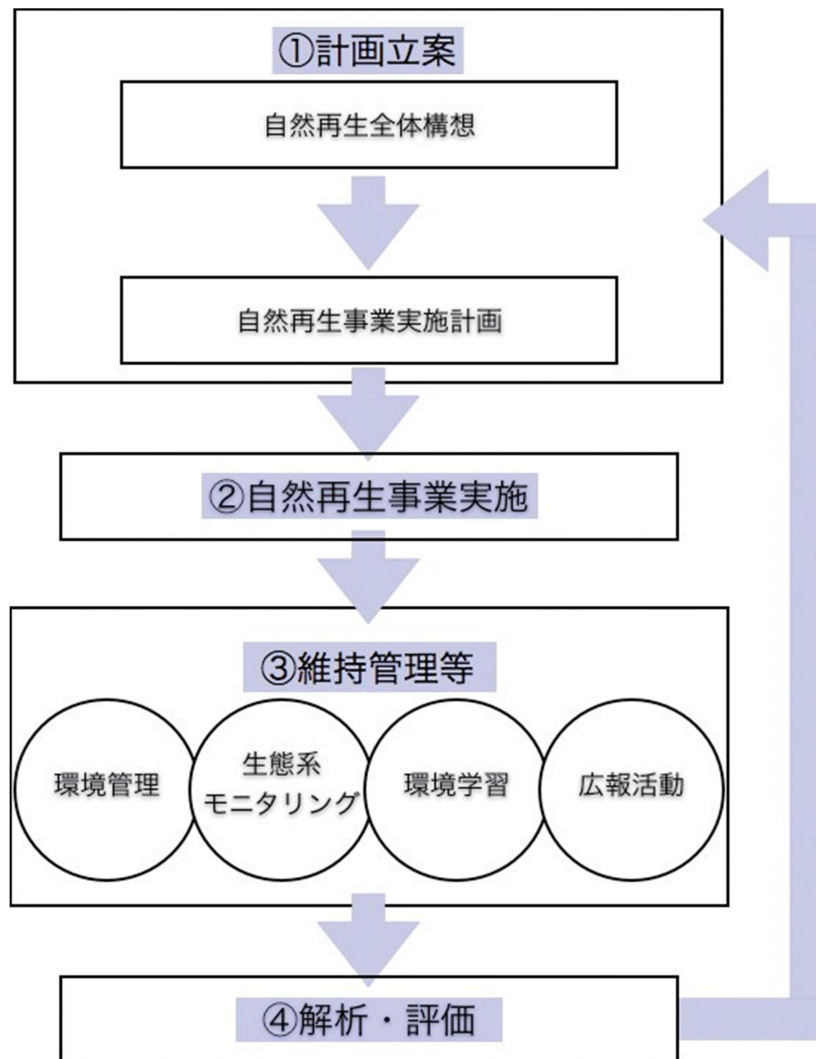 ①計画立案
自然再生全体構想
自然再生事業実施計画
②自然再生事業実施
③維持管理等
環境管理
生態系
モニタリング
環境学習
広報活動
④解析・評価